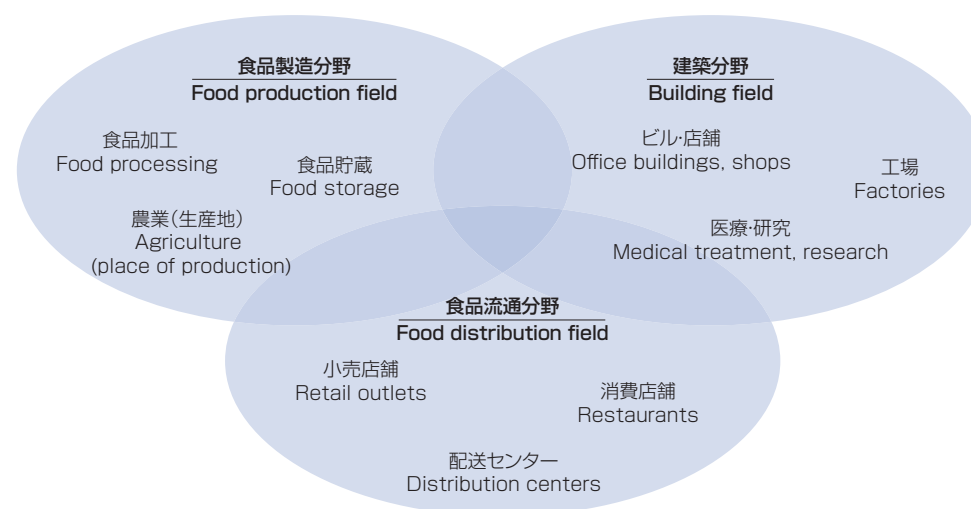 食品製造分野
Food production field
食品加工
Food processing
食品貯蔵
Food storage
農業(生産地)
Agriculture
(place of production)
建築分野
Building field
ビル・店舗
Office buildings, shops
工場
Factories
医療・研究
Medical treatment, research
食品流通分野
Food distribution field
小売店舗
Retail outlets
消費店舗
Restaurants
配送センター
Distribution centers